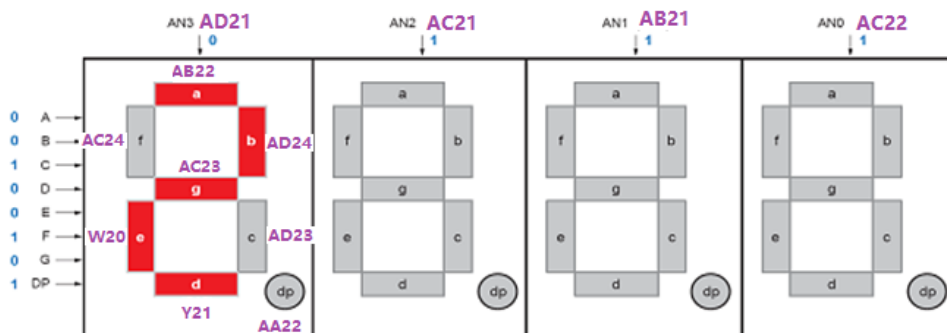 AN3 AD21 AN2 AC21 AN1 AB21 AN0 AC22
0 1 1 1
AB22
a a a a
0 A
0 B AC24 f b AD24 f b f b f b
1 C
AC23
0 D g g g g
0 E
1 F W20 e c AD23 e c e c e c
0 G
1 DP d dp d dp d dp d dp
Y21
AA22